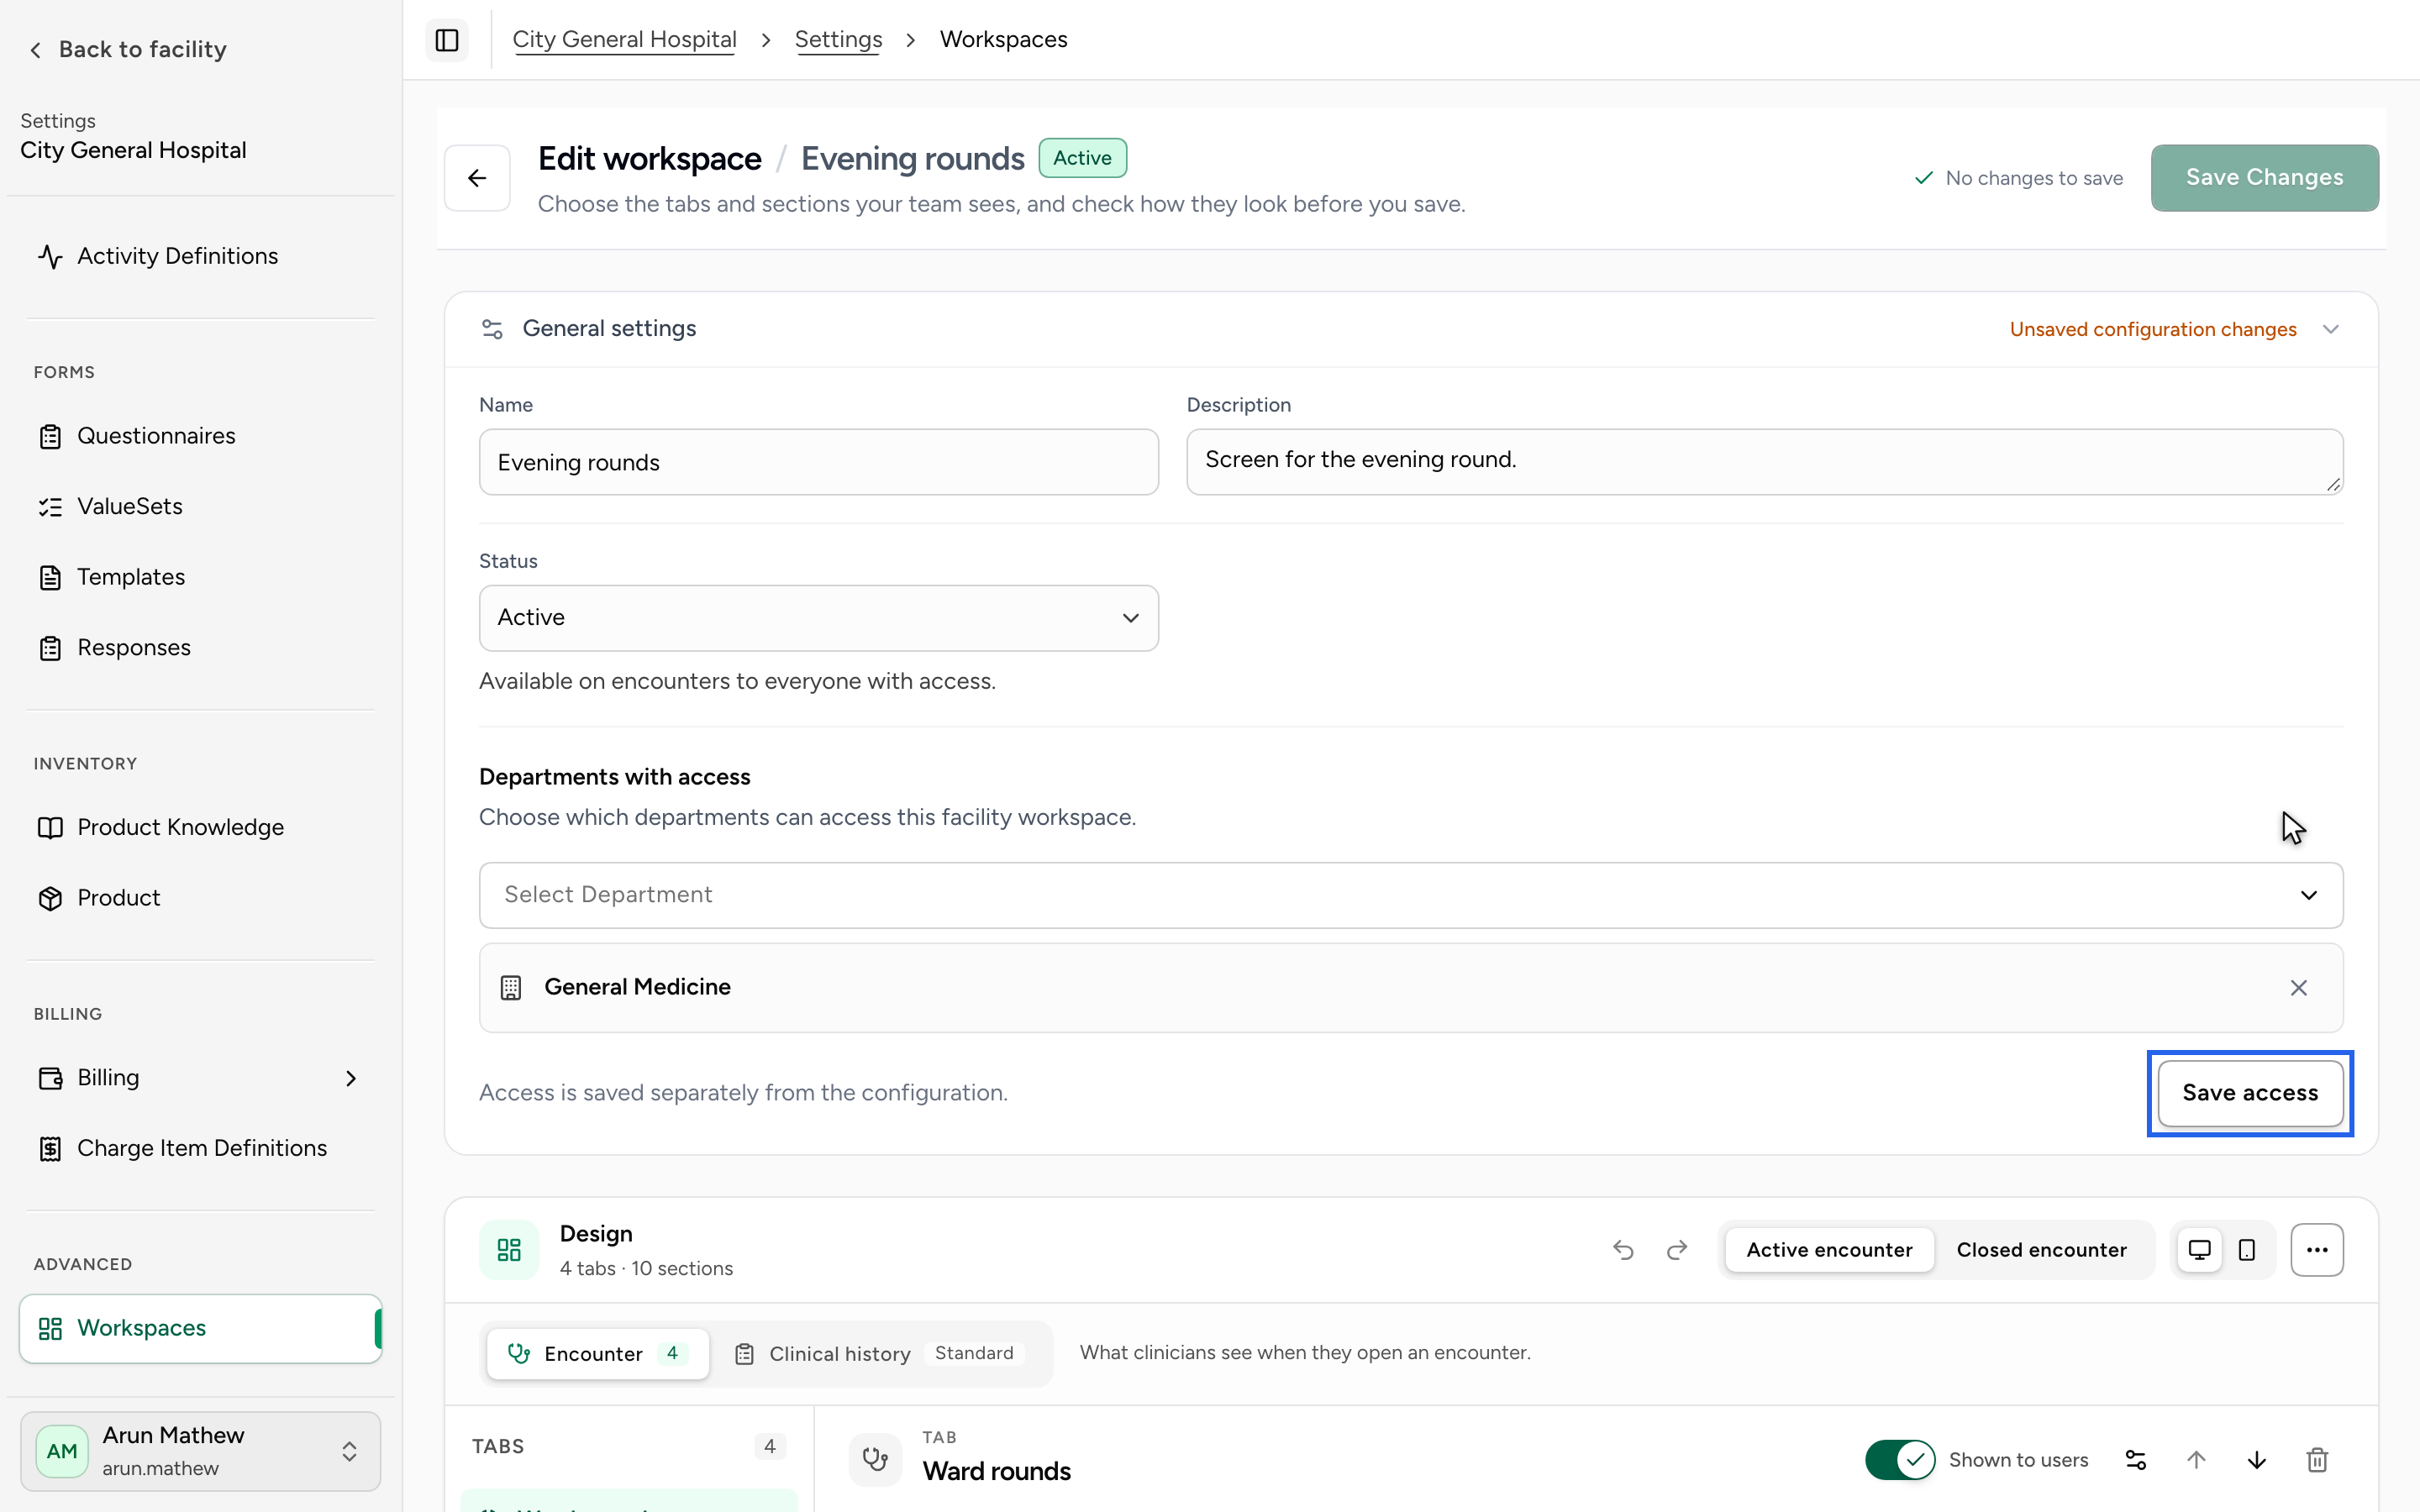 Back to facility
Settings
City General Hospital
Activity Definitions
FORMS
Questionnaires
ValueSets
Templates
Responses
INVENTORY
Product Knowledge
Product
BILLING
Billing
Charge Item Definitions
ADVANCED
Workspaces
AM
Arun Mathew
arun.mathew
City General Hospital > Settings > Workspaces
Edit workspace / Evening rounds Active
Choose the tabs and sections your team sees, and check how they look before you save.
No changes to save
Save Changes
General settings
Unsaved configuration changes
Name
Description
Evening rounds
Screen for the evening round.
Status
Active
Available on encounters to everyone with access.
Departments with access
Choose which departments can access this facility workspace.
Select Department
General Medicine
Access is saved separately from the configuration.
Save access
Design
4 tabs · 10 sections
Active encounter
Closed encounter
Encounter 4
Clinical history Standard
What clinicians see when they open an encounter.
TABS 4
TAB
Ward rounds
Shown to users